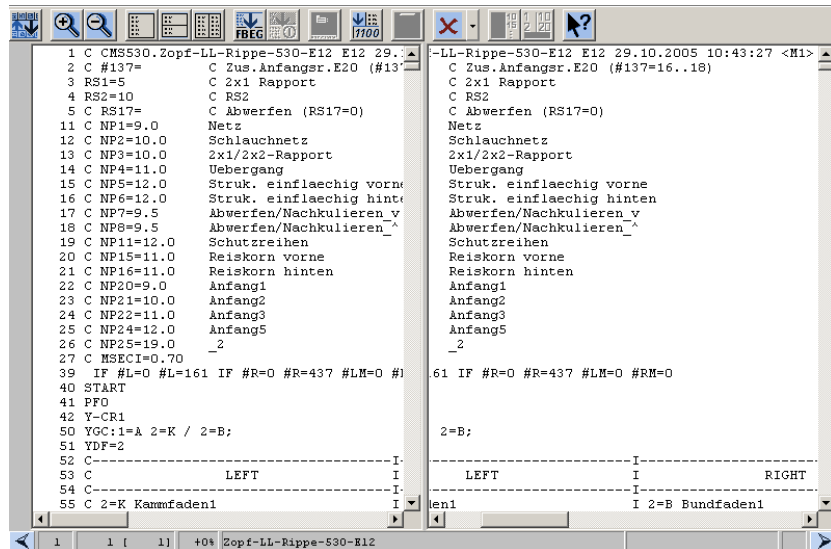 FBEG 1100
1 C CMS530.Zopf-LL-Rippe-530-E12 E12 29.
2 C #137= C Zus.Anfangsr.E20 (#13
3 RS1=5 C 2x1 Rapport
4 RS2=10 C RS2
5 C RS17= C Abwerfen (RS17=0)
11 C NP1=9.0 Netz
12 C NP2=10.0 Schlauchnetz
13 C NP3=10.0 2x1/2x2-Rapport
14 C NP4=11.0 Uebergang
15 C NP5=12.0 Struk. einflaechig vorne
16 C NP6=12.0 Struk. einflaechig hinte
17 C NP7=9.5 Abwerfen/Nachkulieren_v
18 C NP8=9.5 Abwerfen/Nachkulieren_^
19 C NP11=12.0 Schutzreihen
20 C NP15=11.0 Reiskorn vorne
21 C NP16=11.0 Reiskorn hinten
22 C NP20=9.0 Anfang1
23 C NP21=10.0 Anfang2
24 C NP22=11.0 Anfang3
25 C NP24=12.0 Anfang5
26 C NP25=19.0 _2
27 C MSECI=0.70
39 IF #L=0 #L=161 IF #R=0 #R=437 #LM=0
40 START
41 PF0
42 Y-CR1
50 YGC:1=A 2=K / 2=B;
51 YDF=2
52 C----------------------------------------I-
53 C LEFT I
54 C----------------------------------------I-
55 C 2=K Kammfaden1 I
-LL-Rippe-530-E12 E12 29.10.2005 10:43:27 <M1>
C Zus.Anfangsr.E20 (#137=16..18)
C 2x1 Rapport
C RS2
C Abwerfen (RS17=0)
Netz
Schlauchnetz
2x1/2x2-Rapport
Uebergang
Struk. einflaechig vorne
Struk. einflaechig hinten
Abwerfen/Nachkulieren_v
Abwerfen/Nachkulieren_^
Schutzreihen
Reiskorn vorne
Reiskorn hinten
Anfang1
Anfang2
Anfang3
Anfang5
_2
.61 IF #R=0 #R=437 #LM=0 #RM=0
2=B;
----------------------------I------------------------
LEFT I RIGHT
----------------------------I------------------------
len1 I 2=B Bundfaden1
1 1 [ 1] +0% Zopf-LL-Rippe-530-E12